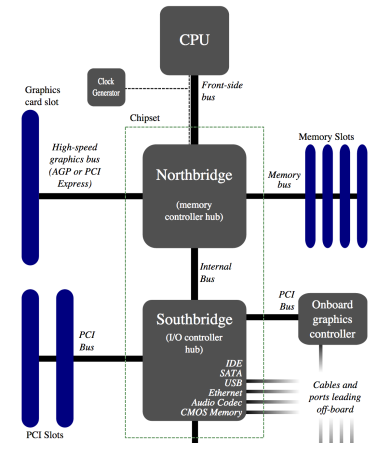 CPU
Clock
Generator
Front-side
bus
Graphics
card slot
Chipset
High-speed
graphics bus
(AGP or PCI
Express)
Northbridge
(memory
controller hub)
Memory Slots
Memory
bus
Internal
Bus
PCI
Bus
Southbridge
(I/O controller
hub)
PCI
Bus
Onboard
graphics
controller
IDE
SATA
USB
Ethernet
Audio Codec
CMOS Memory
Cables and
ports leading
off-board
PCI Slots